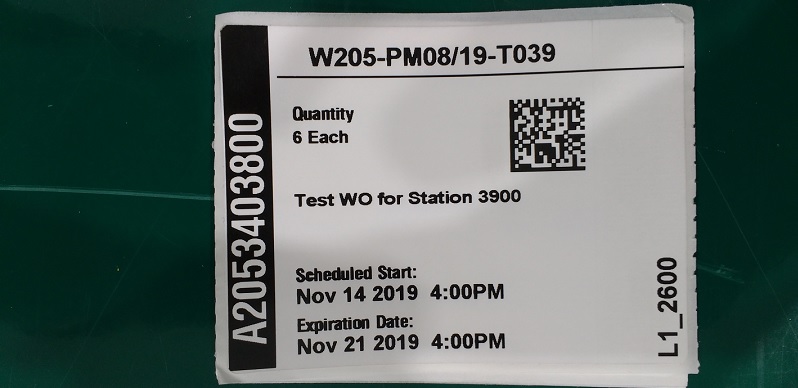 W205-PM08/19-T039
A2053403800
Quantity
6 Each
Test WO for Station 3900
Scheduled Start:
Nov 14 2019 4:00PM
Expiration Date:
Nov 21 2019 4:00PM
L1_2600